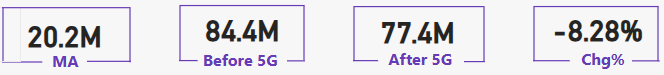 20.2M
MA
84.4M
Before 5G
77.4M
After 5G
-8.28%
Chg%